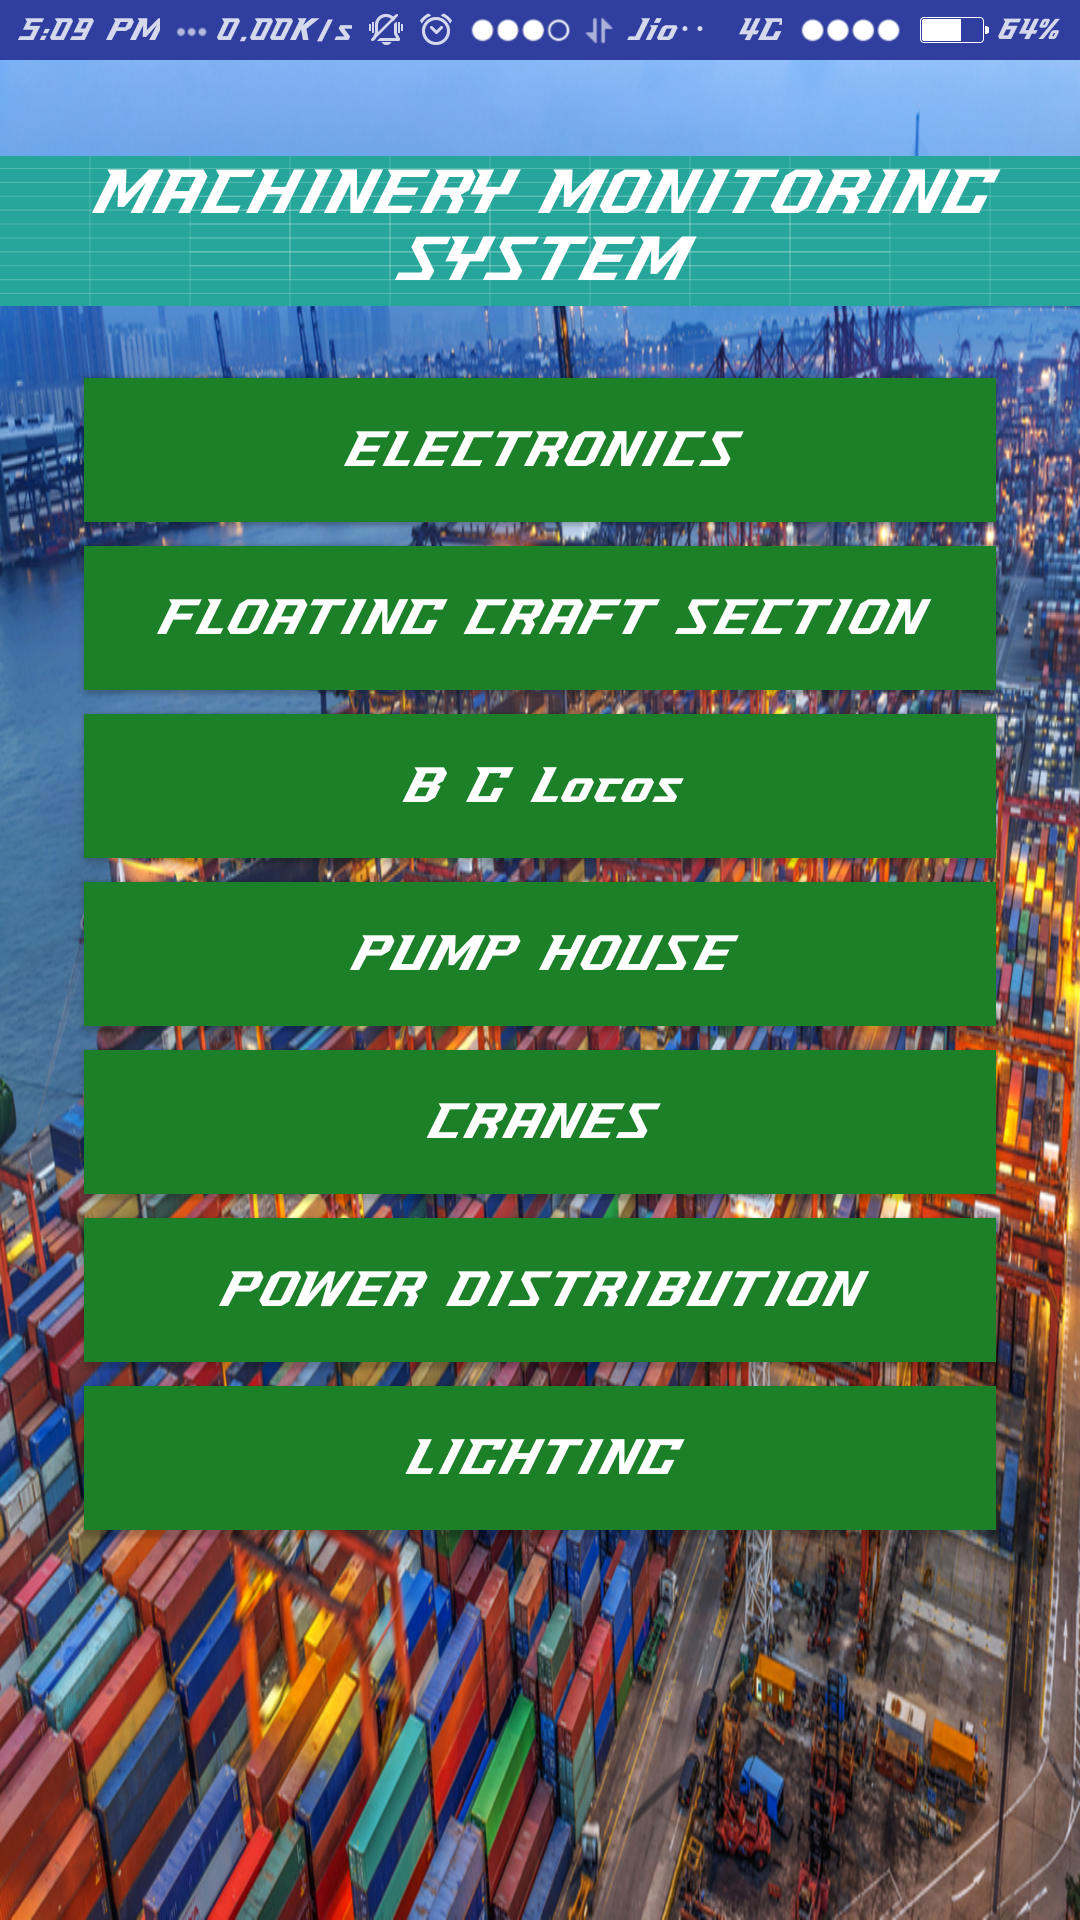 5:09 PM ... 0.00K/s Jio·· 4G 64%
MACHINERY MONITORING
SYSTEM
ELECTRONICS
FLOATING CRAFT SECTION
B G Locos
PUMP HOUSE
CRANES
POWER DISTRIBUTION
LIGHTING